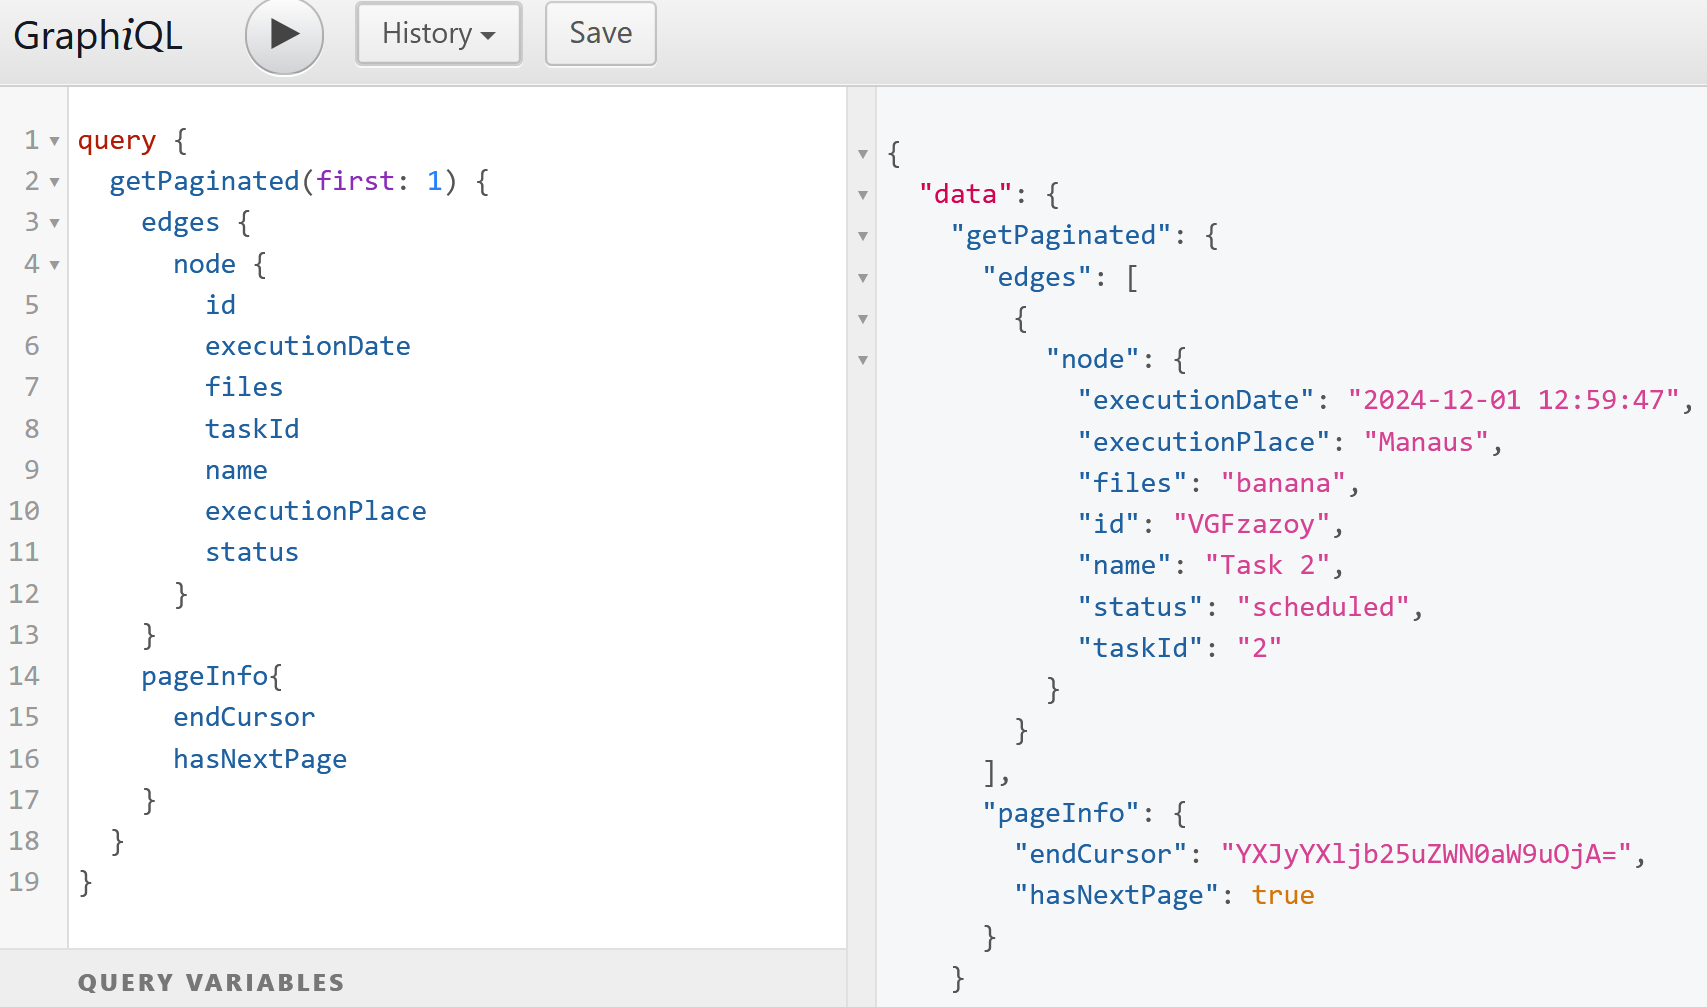 GraphiQL
History
Save
1 query {
2 getPaginated(first: 1) {
3 edges {
4 node {
5 id
6 executionDate
7 files
8 taskId
9 name
10 executionPlace
11 status
12 }
13 }
14 pageInfo{
15 endCursor
16 hasNextPage
17 }
18 }
19 }
QUERY VARIABLES
{
"data": {
"getPaginated": {
"edges": [
{
"node": {
"executionDate": "2024-12-01 12:59:47",
"executionPlace": "Manaus",
"files": "banana",
"id": "VGFzazoy",
"name": "Task 2",
"status": "scheduled",
"taskId": "2"
}
}
],
"pageInfo": {
"endCursor": "YXJyYXljb25uZWN0aW9uOjA=",
"hasNextPage": true
}
}